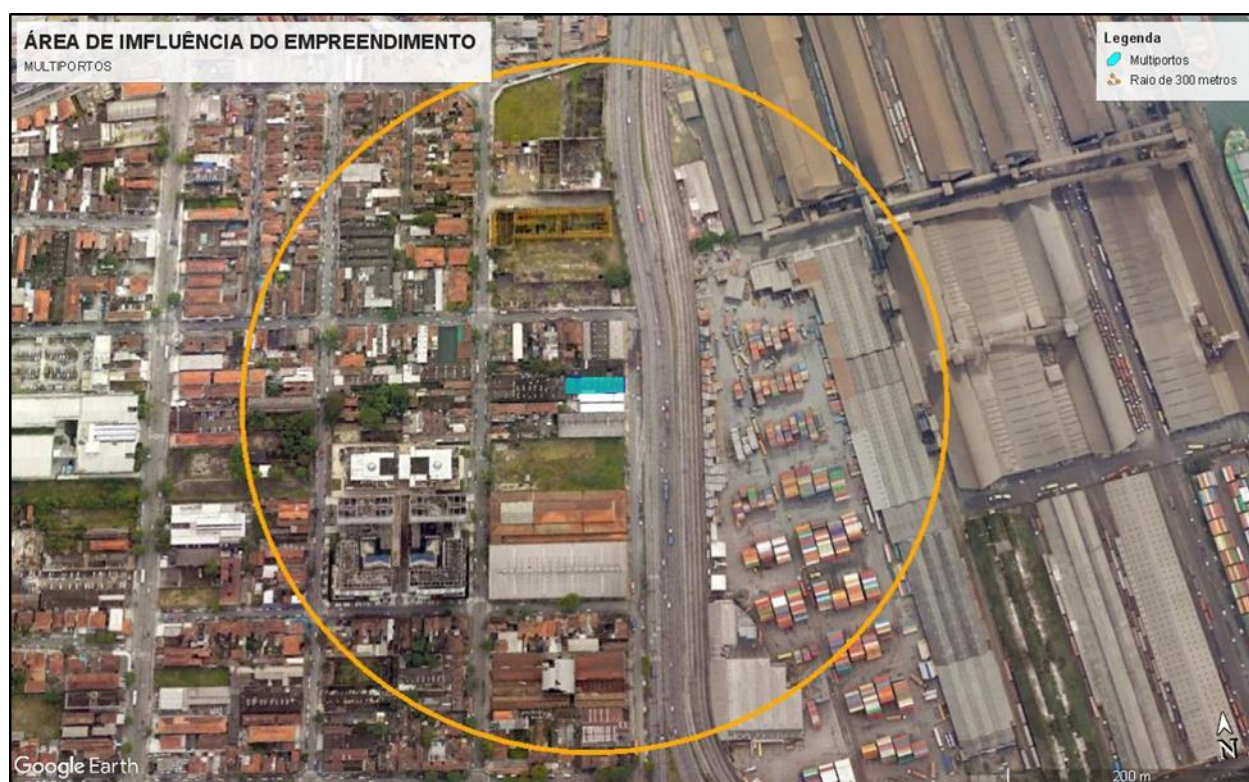 ÁREA DE IMFLUÊNCIA DO EMPREENDIMENTO
MULTIPORTOS
Legenda
Multiportos
Raio de 300 metros
N
Google Earth
200 m